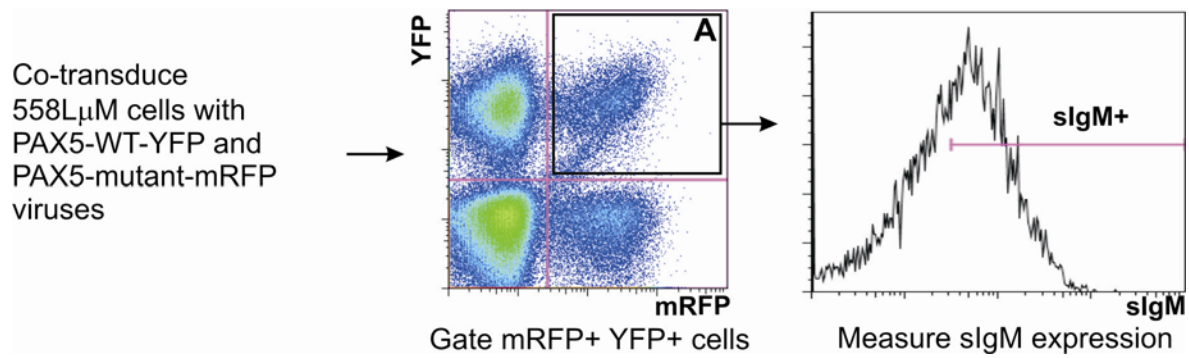 Co-transduce
558LμM cells with
PAX5-WT-YFP and
PAX5-mutant-mRFP
viruses
YFP
A
mRFP
Gate mRFP+ YFP+ cells
sIgM+
sIgM
Measure sIgM expression